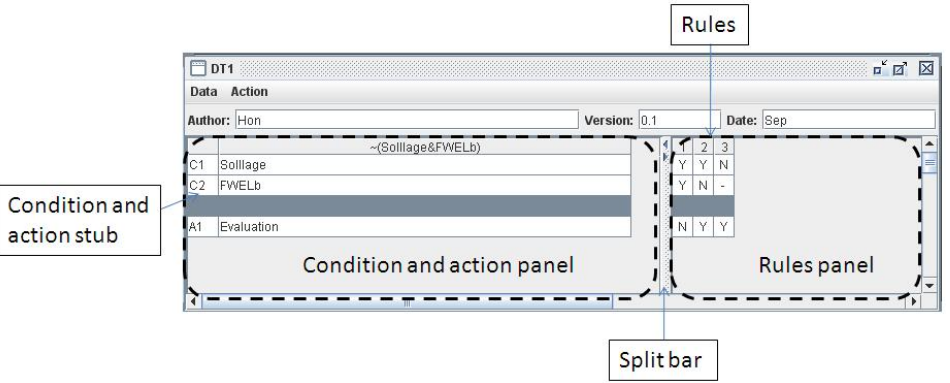 Rules
DT1
Data Action
Author: Hon Version: 0.1 Date: Sep
~(Solllage&FWELb) 1 2 3
C1 Solllage Y Y N
C2 FWELb Y N -
A1 Evaluation N Y Y
Condition and
action stub
Condition and action panel Rules panel
Split bar